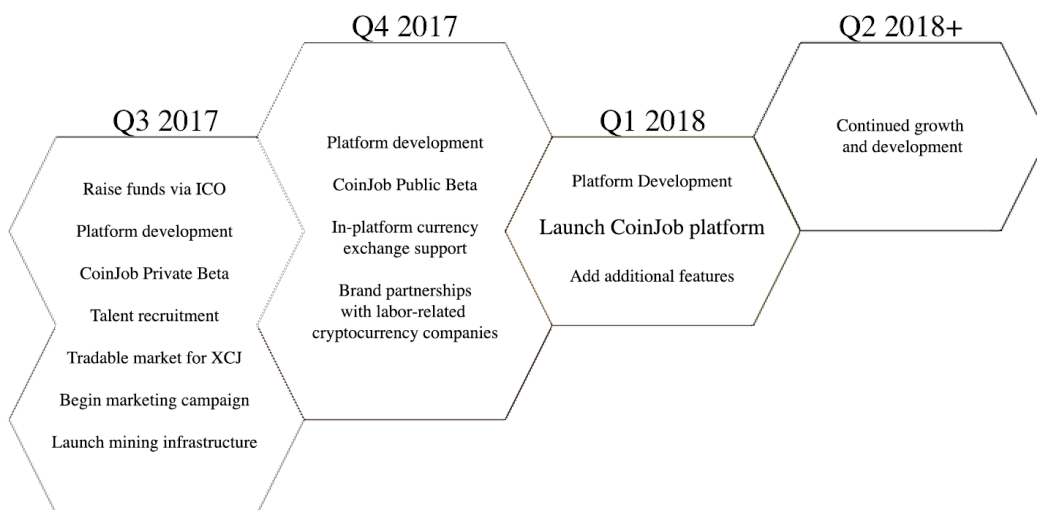 Q3 2017
Raise funds via ICO
Platform development
CoinJob Private Beta
Talent recruitment
Tradable market for XCJ
Begin marketing campaign
Launch mining infrastructure
Q4 2017
Platform development
CoinJob Public Beta
In-platform currency
exchange support
Brand partnerships
with labor-related
cryptocurrency companies
Q1 2018
Platform Development
Launch CoinJob platform
Add additional features
Q2 2018+
Continued growth
and development